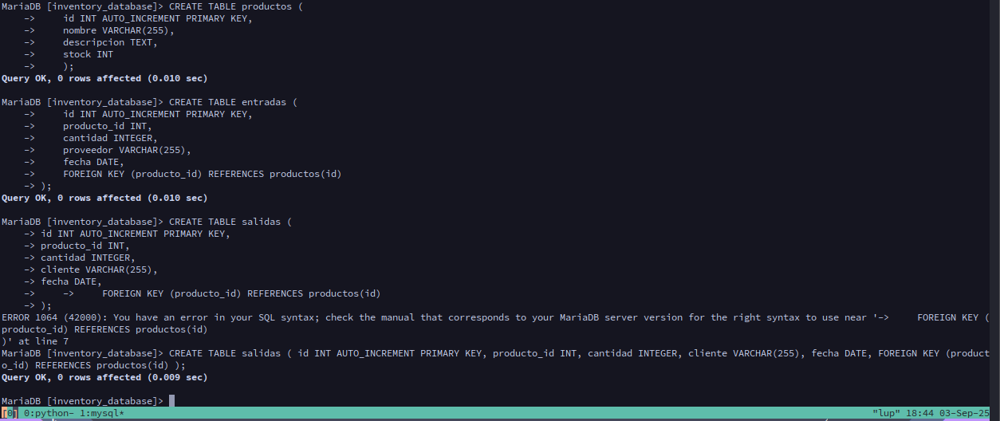 MariaDB [inventory_database]> CREATE TABLE productos (
    ->     id INT AUTO_INCREMENT PRIMARY KEY,
    ->     nombre VARCHAR(255),
    ->     descripcion TEXT,
    ->     stock INT
    ->     );
Query OK, 0 rows affected (0.010 sec)
MariaDB [inventory_database]> CREATE TABLE entradas (
    ->     id INT AUTO_INCREMENT PRIMARY KEY,
    ->     producto_id INT,
    ->     cantidad INTEGER,
    ->     proveedor VARCHAR(255),
    ->     fecha DATE,
    ->     FOREIGN KEY (producto_id) REFERENCES productos(id)
    -> );
Query OK, 0 rows affected (0.010 sec)
MariaDB [inventory_database]> CREATE TABLE salidas (
    -> id INT AUTO_INCREMENT PRIMARY KEY,
    -> producto_id INT,
    -> cantidad INTEGER,
    -> cliente VARCHAR(255),
    -> fecha DATE,
    ->     ->     FOREIGN KEY (producto_id) REFERENCES productos(id)
    -> );
ERROR 1064 (42000): You have an error in your SQL syntax; check the manual that corresponds to your MariaDB server version for the right syntax to use near '->     FOREIGN KEY (
producto_id) REFERENCES productos(id)
)' at line 7
MariaDB [inventory_database]> CREATE TABLE salidas ( id INT AUTO_INCREMENT PRIMARY KEY, producto_id INT, cantidad INTEGER, cliente VARCHAR(255), fecha DATE, FOREIGN KEY (product
o_id) REFERENCES productos(id) );
Query OK, 0 rows affected (0.009 sec)
MariaDB [inventory_database]>
[0] 0:python- 1:mysql* "lup" 18:44 03-Sep-25